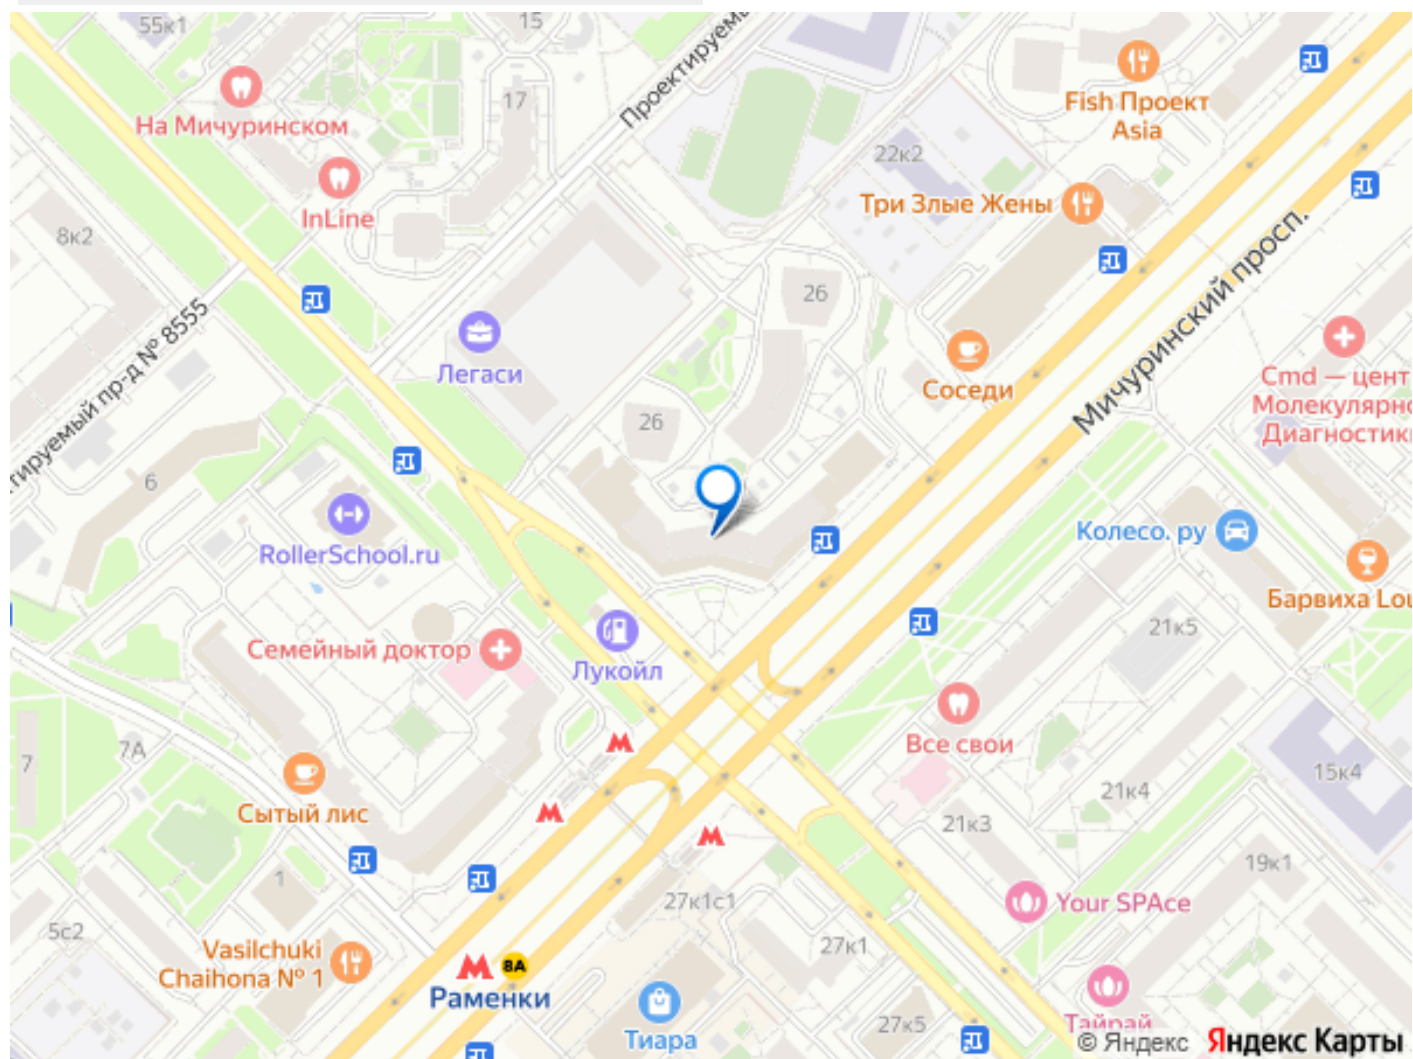 55к1
15
Проектируем
17
На Мичуринском
InLine
Fish Проект
Asia
22к2
Три Злые Жены
8к2
26
Мичуринский просп.
тируемый пр-д № 8555
Легаси
Соседи
Cmd — цент
Молекулярно
Диагностик
26
6
RollerSchool.ru
Колесо. ру
Барвиха Lou
21к5
Семейный доктор
Лукойл
Все свои
7
7А
15к4
21к4
Сытый лис
21к3
19к1
1
27к1с1
Your SPAce
5с2
Vasilchuki
Chaihona № 1
27к1
8А
Раменки
Тиара
27к5
Тайрай
© Яндекс Яндекс Карты